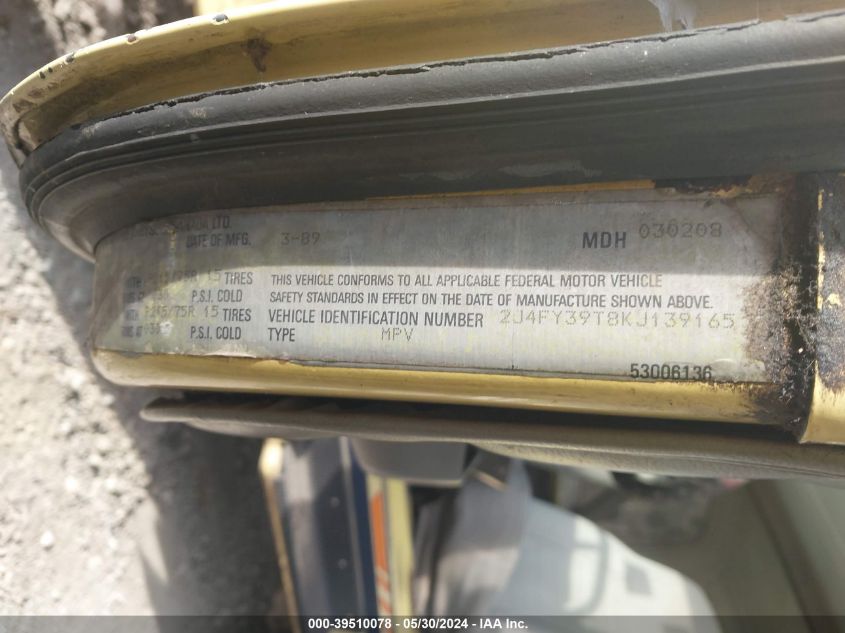 CANADA LTD.
DATE OF MFG. 3-89 MDH 030208
15 TIRES THIS VEHICLE CONFORMS TO ALL APPLICABLE FEDERAL MOTOR VEHICLE
P.S.I. COLD SAFETY STANDARDS IN EFFECT ON THE DATE OF MANUFACTURE SHOWN ABOVE.
15 TIRES VEHICLE IDENTIFICATION NUMBER 2J4FY39T8KJ139165
P.S.I. COLD TYPE MPV
53006136
000-39510078 - 05/30/2024 - IAA Inc.